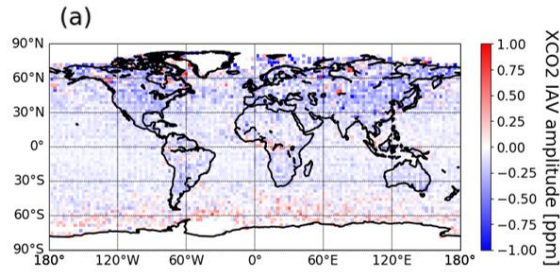 (a)
90°N
60°N
30°N
0°
30°S
60°S
90°S
180° 120°W 60°W 0° 60°E 120°E 180°
1.00
0.75
0.50
0.25
0.00
−0.25
−0.50
−0.75
−1.00
XCO2 IAV amplitude [ppm]